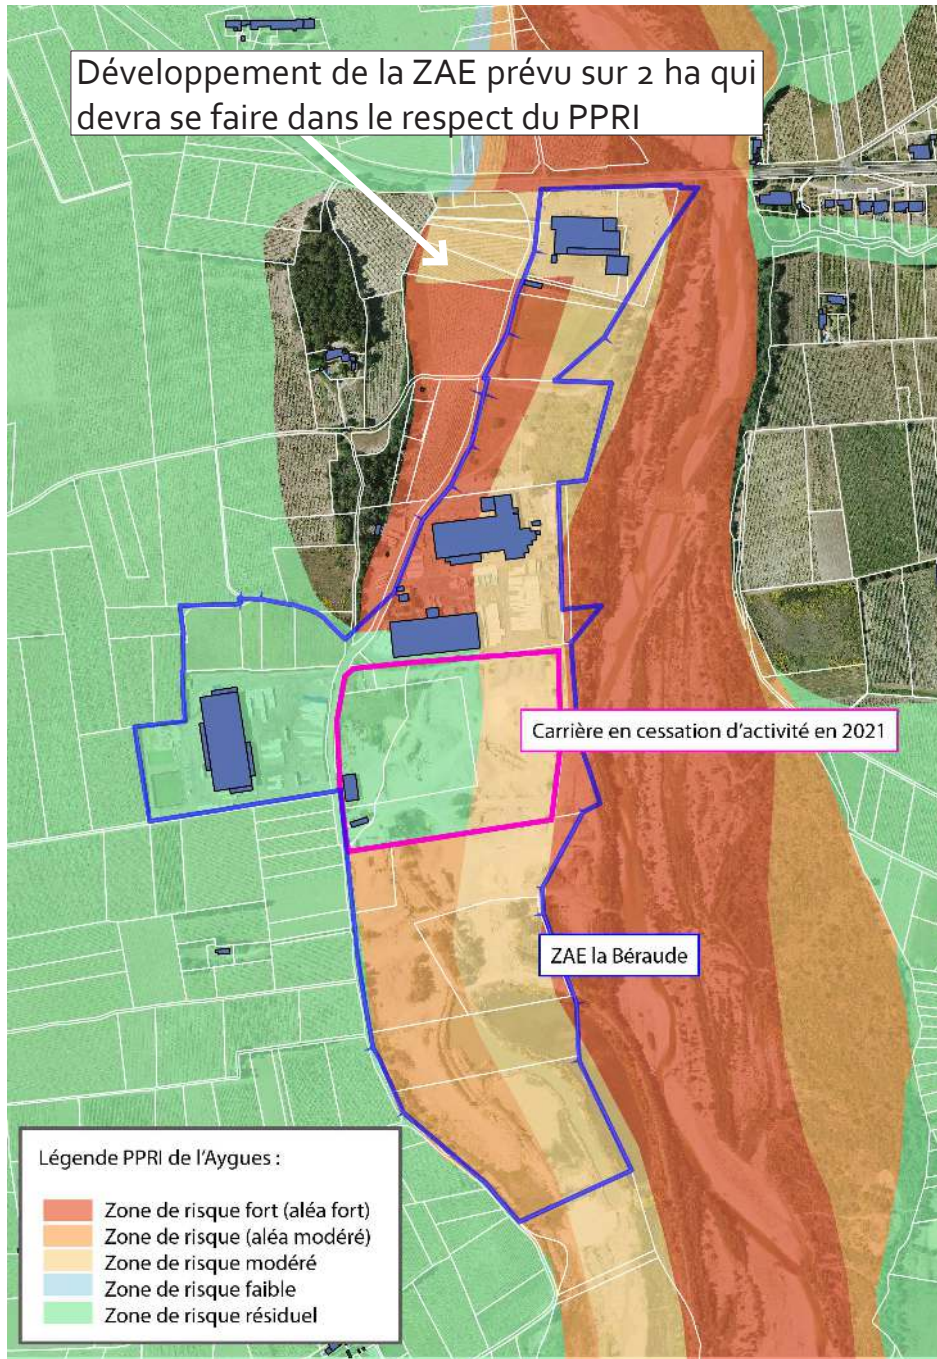 Développement de la ZAE prévu sur 2 ha qui
devra se faire dans le respect du PPRI
Carrière en cessation d'activité en 2021
ZAE la Béraude
Légende PPRI de l'Aygues :
Zone de risque fort (aléa fort)
Zone de risque (aléa modéré)
Zone de risque modéré
Zone de risque faible
Zone de risque résiduel